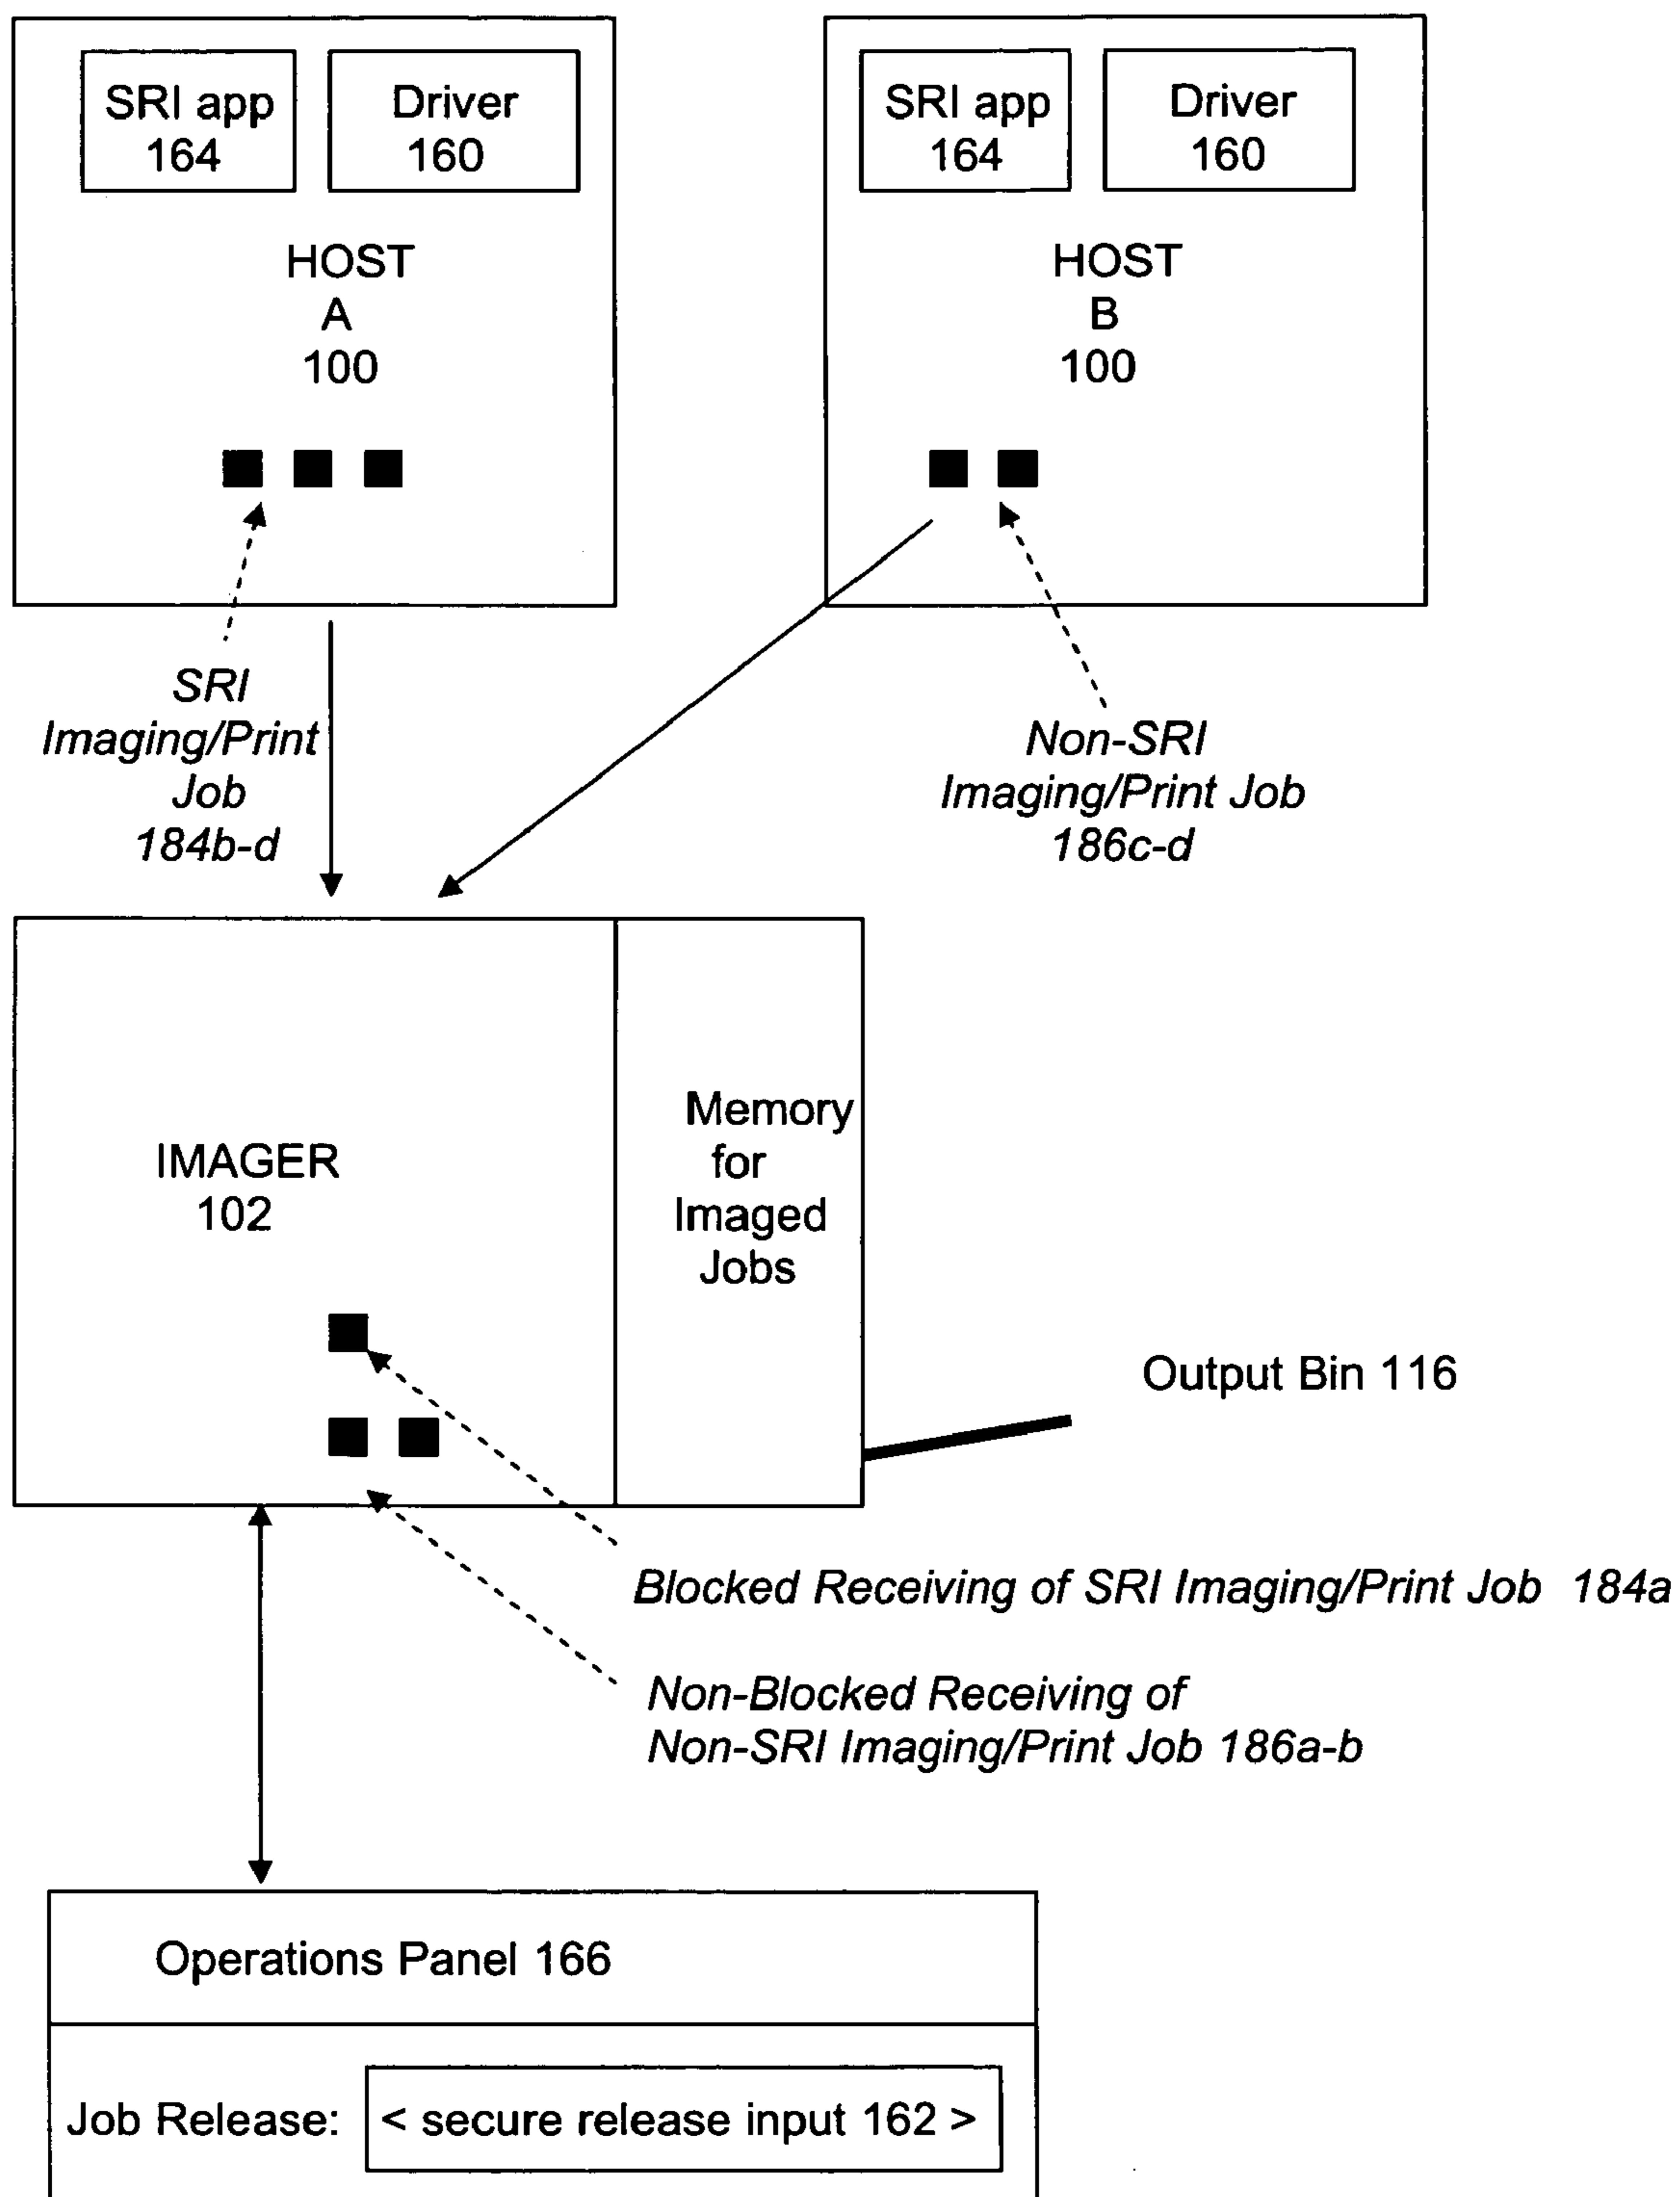 SRI app
164
Driver
160
HOST
A
100
SRI app
164
Driver
160
HOST
B
100
SRI
Imaging/Print
Job
184b-d
Non-SRI
Imaging/Print Job
186c-d
IMAGER
102
Memory
for
Imaged
Jobs
Output Bin 116
Blocked Receiving of SRI Imaging/Print Job 184a
Non-Blocked Receiving of
Non-SRI Imaging/Print Job 186a-b
Operations Panel 166
Job Release: < secure release input 162 >